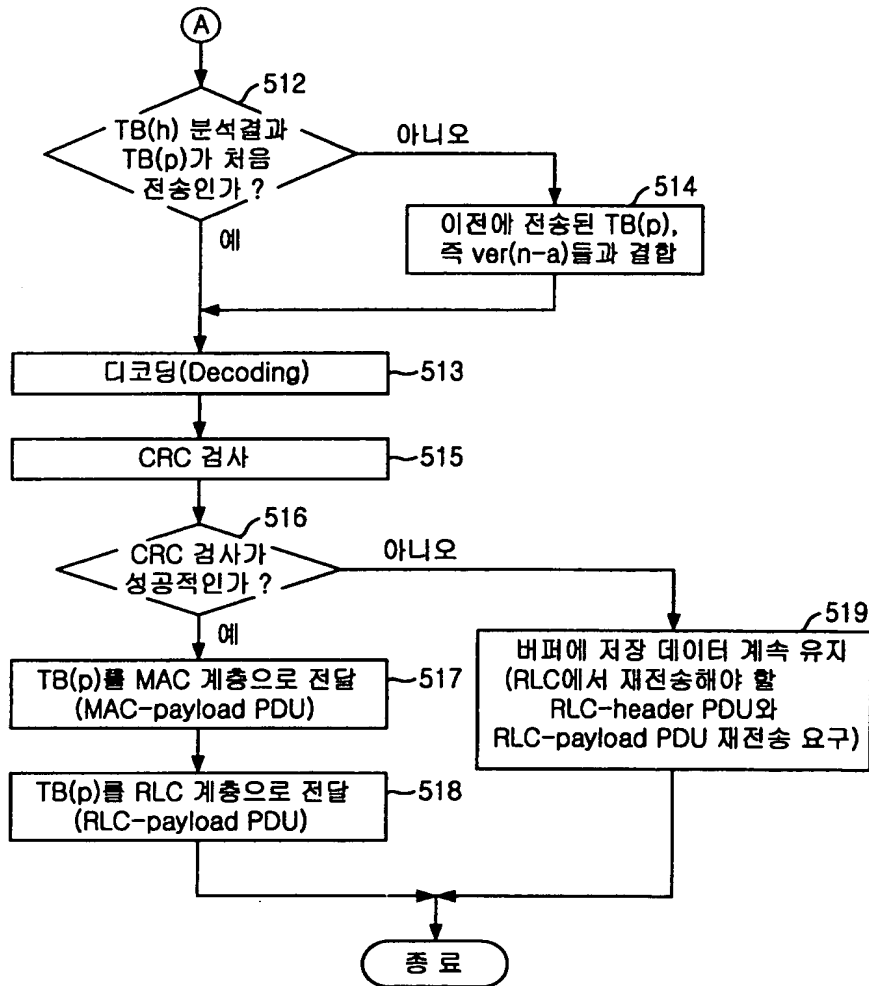 A
512
TB(h) 분석결과
TB(p)가 처음
전송인가 ?
아니오
예
514
이전에 전송된 TB(p),
즉 ver(n-a)들과 결합
디코딩(Decoding)
513
CRC 검사
515
516
CRC 검사가
성공적인가 ?
아니오
예
519
버퍼에 저장 데이터 계속 유지
(RLC에서 재전송해야 할
RLC-header PDU와
RLC-payload PDU 재전송 요구)
TB(p)를 MAC 계층으로 전달
(MAC-payload PDU)
517
TB(p)를 RLC 계층으로 전달
(RLC-payload PDU)
518
종 료